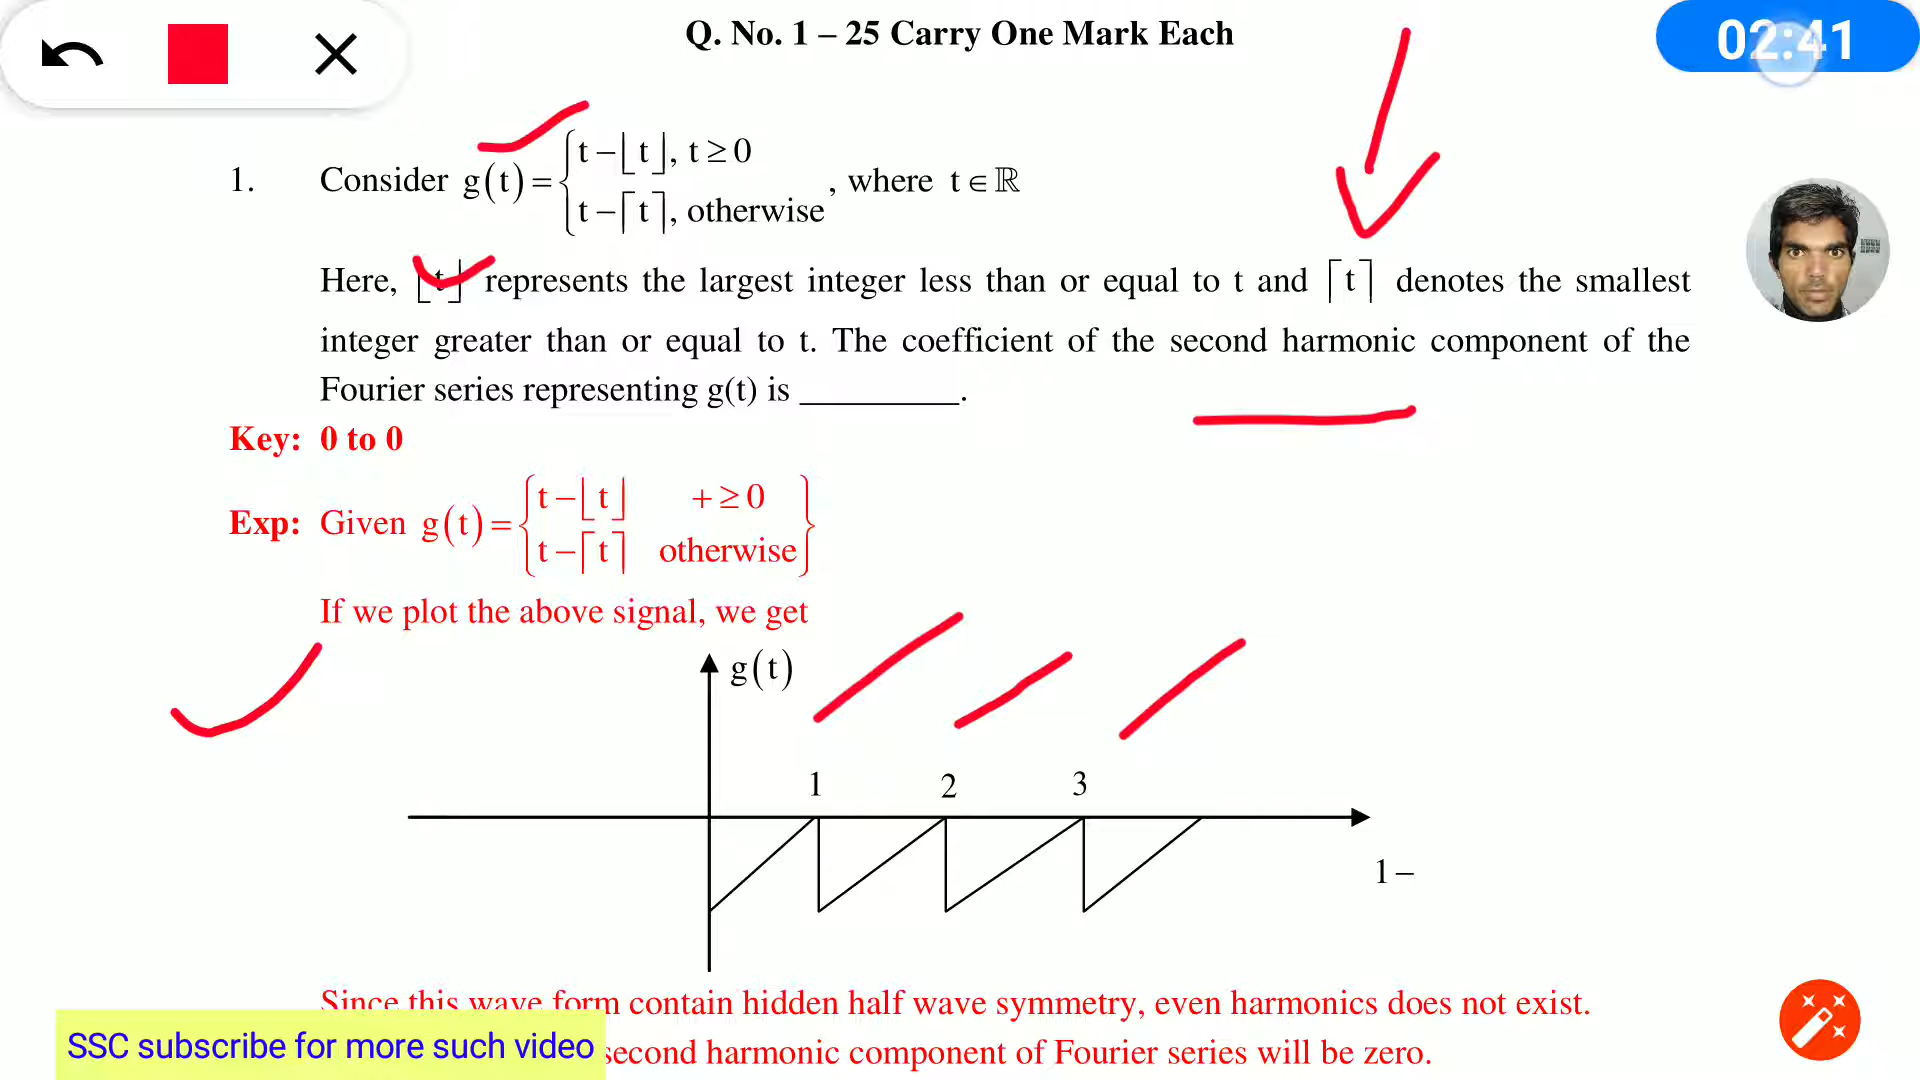 Q. No. 1 – 25 Carry One Mark Each
02:41
1. Consider g(t) = { t − ⌊t⌋, t ≥ 0
t − ⌈t⌉, otherwise , where t ∈ ℝ
Here, ⌊t⌋ represents the largest integer less than or equal to t and ⌈t⌉ denotes the smallest
integer greater than or equal to t. The coefficient of the second harmonic component of the
Fourier series representing g(t) is _________.
Key: 0 to 0
Exp: Given g(t) = { t − ⌊t⌋ + ≥ 0
t − ⌈t⌉ otherwise }
If we plot the above signal, we get
g(t)
1 2 3
1 –
Since this wave form contain hidden half wave symmetry, even harmonics does not exist.
second harmonic component of Fourier series will be zero.
SSC subscribe for more such video